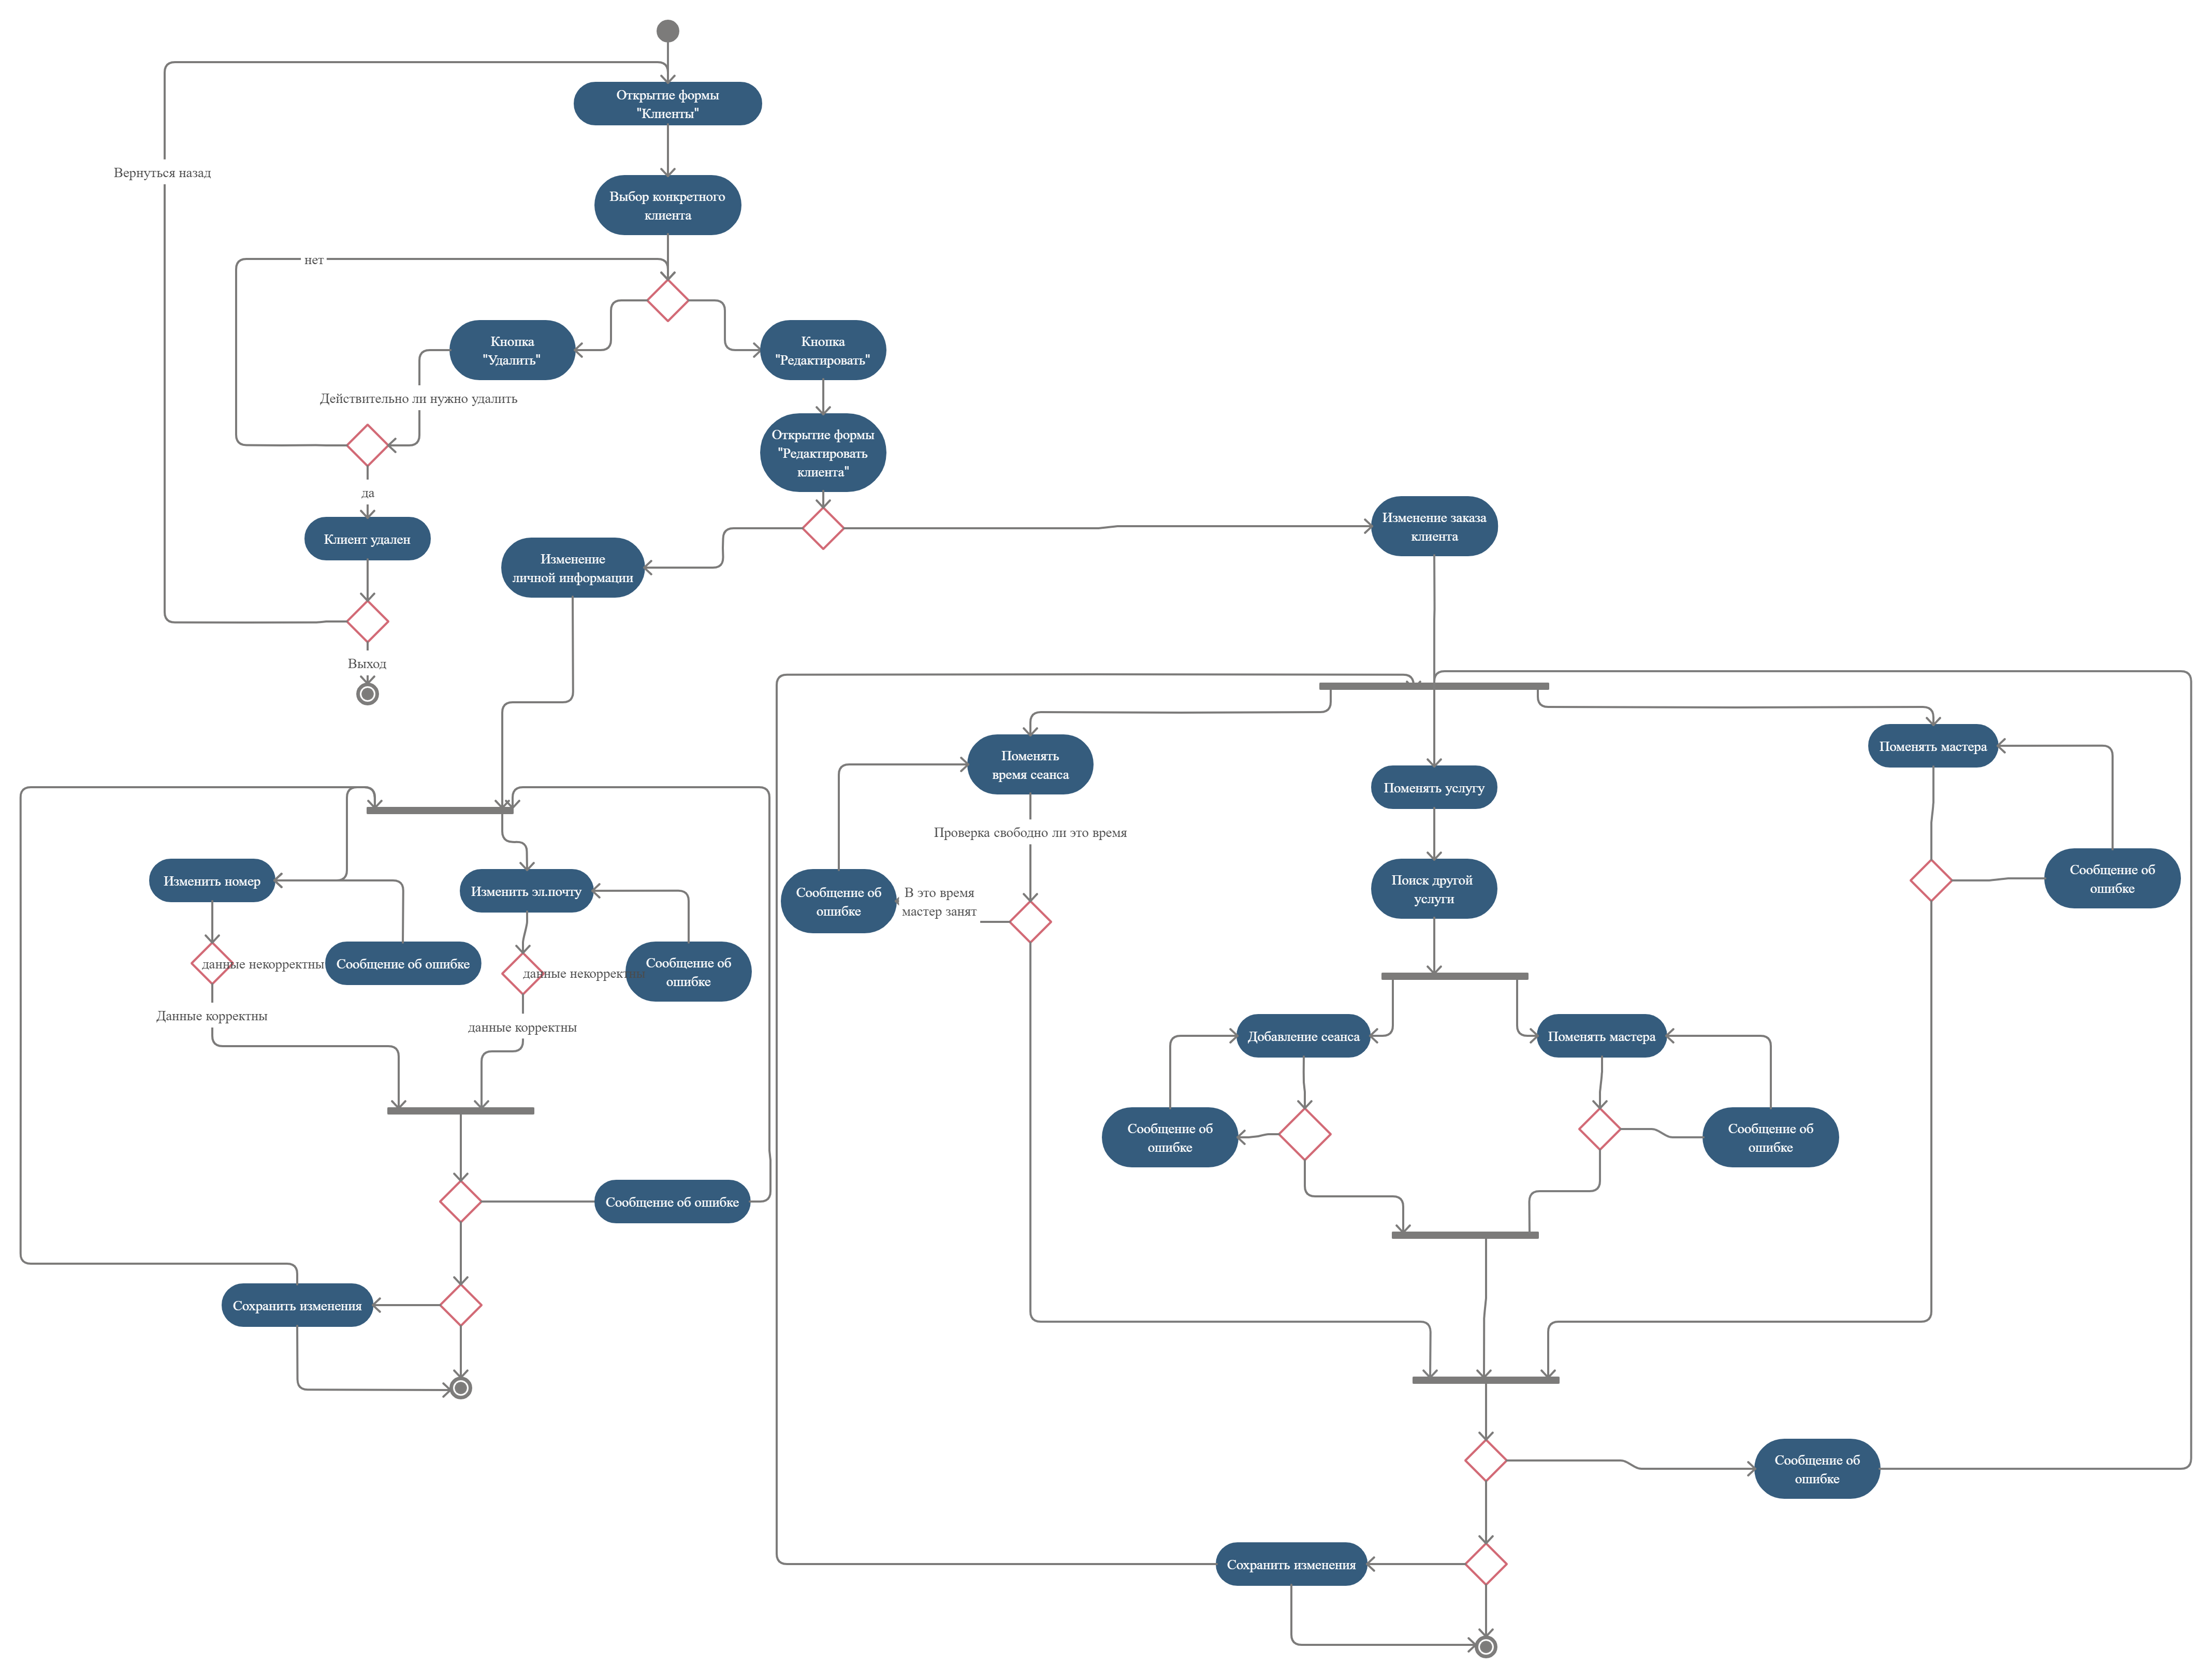 Открытие формы
"Клиенты"
Вернуться назад
Выбор конкретного
клиента
нет
Кнопка
"Удалить"
Кнопка
"Редактировать"
Действительно ли нужно удалить
Открытие формы
"Редактировать
клиента"
да
Клиент удален
Изменение заказа
клиента
Изменение
личной информации
Выход
Поменять
время сеанса
Поменять мастера
Поменять услугу
Проверка свободно ли это время
Изменить номер
Изменить эл.почту
Сообщение об
ошибке
В это время
мастер занят
Поиск другой
услуги
Сообщение об
ошибке
данные некорректны
Сообщение об ошибке
данные некорректны
Сообщение об
ошибке
Данные корректны
данные корректны
Добавление сеанса
Поменять мастера
Сообщение об
ошибке
Сообщение об
ошибке
Сообщение об ошибке
Сохранить изменения
Сообщение об
ошибке
Сохранить изменения